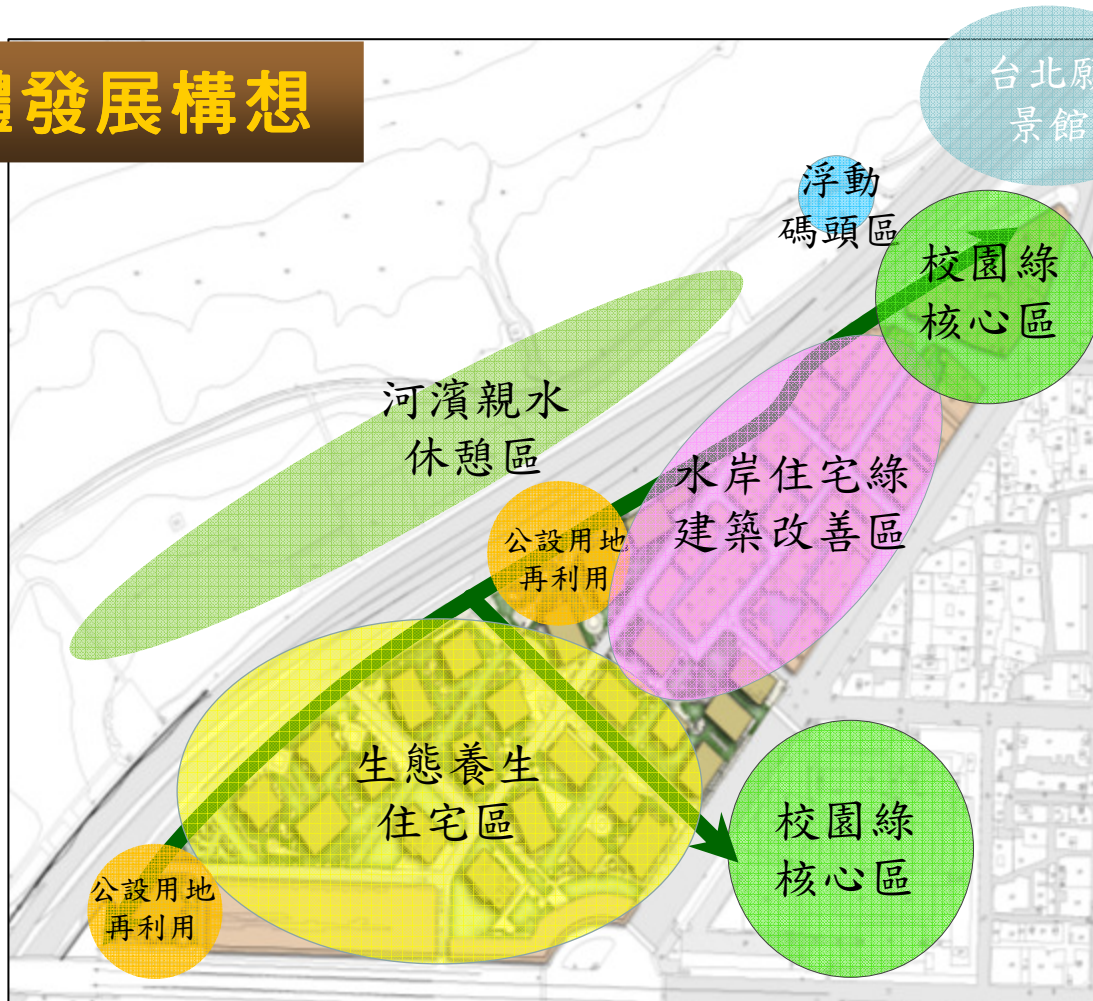 體發展構想
台北願
景館
浮動
碼頭區
校園綠
核心區
河濱親水
休憩區
水岸住宅綠
建築改善區
公設用地
再利用
生態養生
住宅區
校園綠
核心區
公設用地
再利用